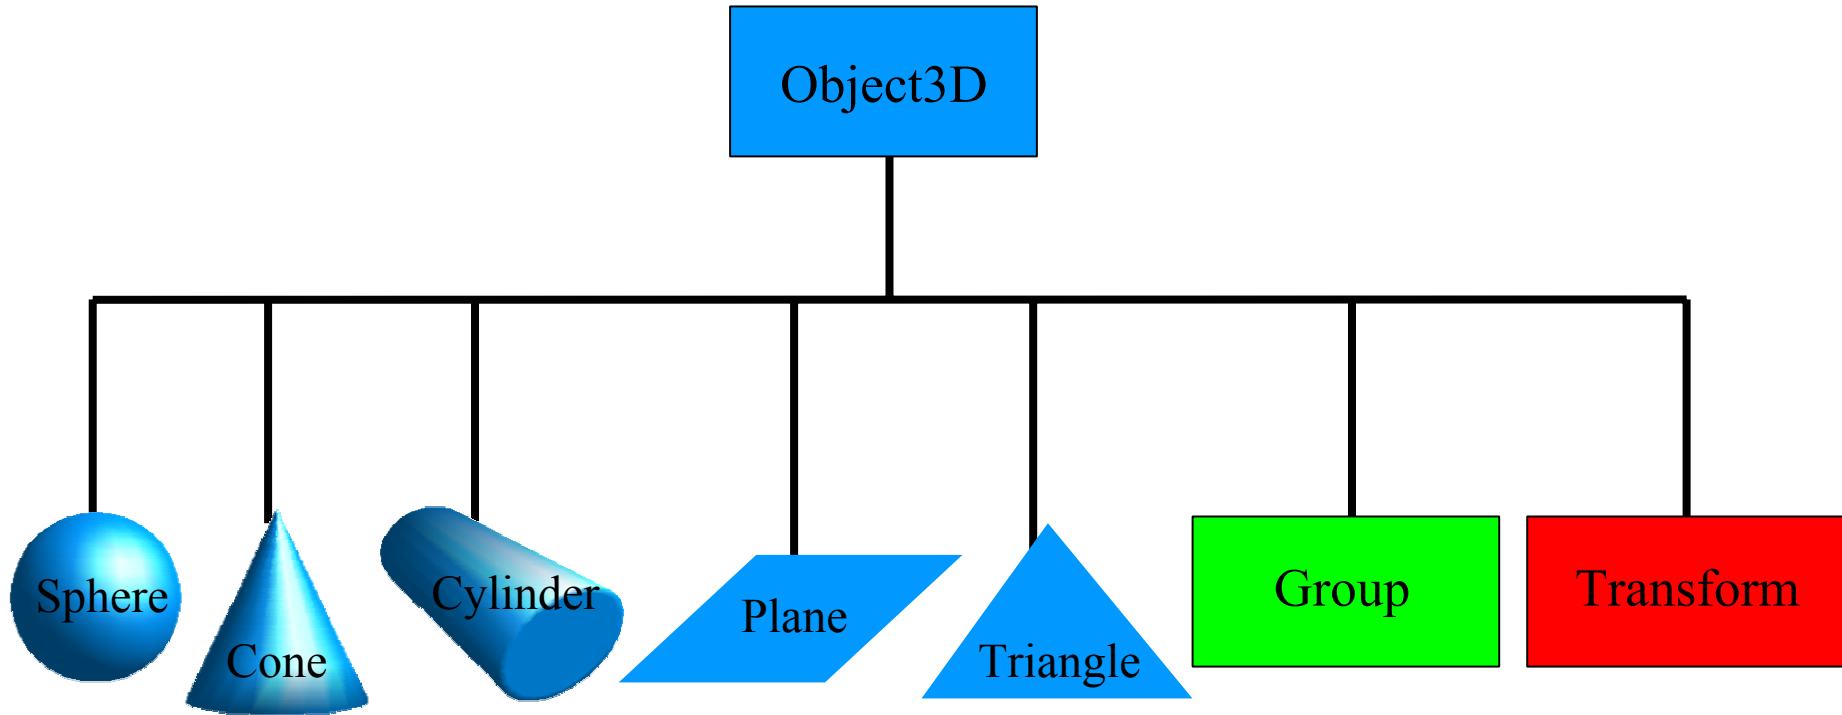 Object3D
Sphere
Cone
Cylinder
Plane
Triangle
Group
Transform